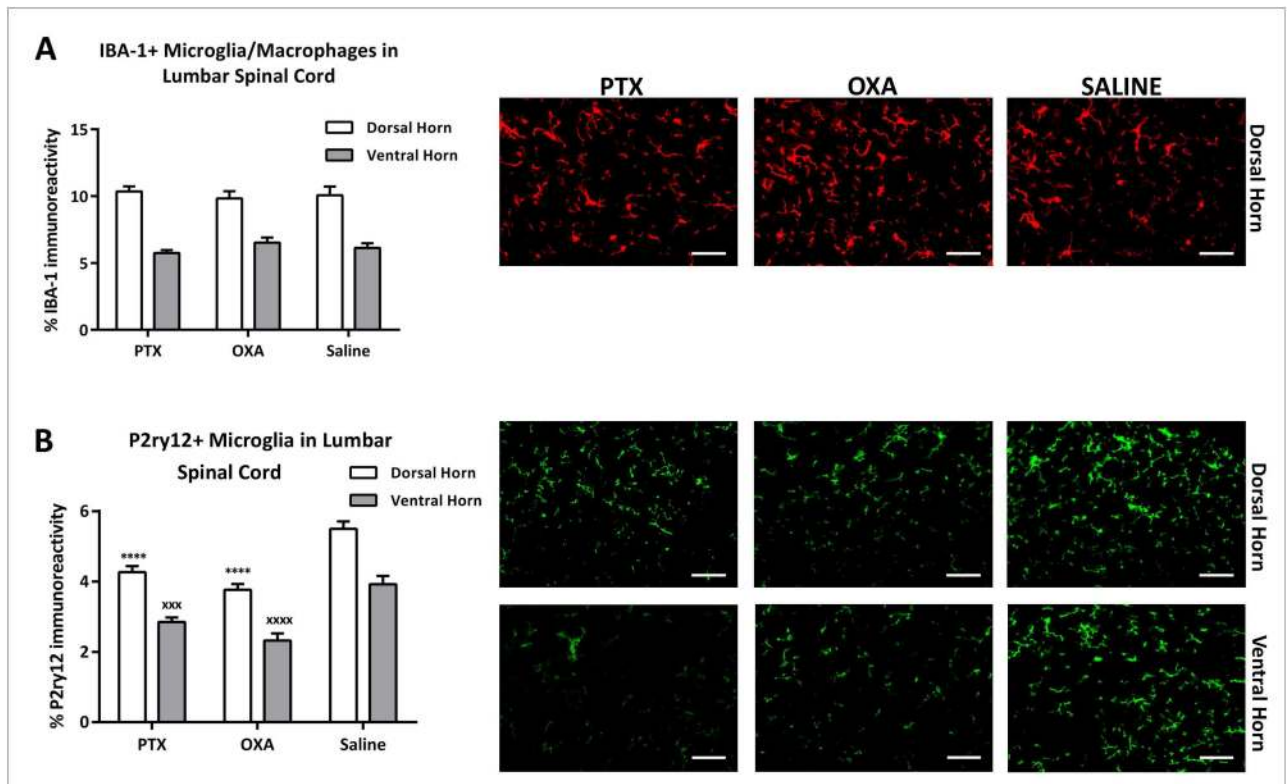 A
IBA-1+ Microglia/Macrophages in
Lumbar Spinal Cord
Dorsal Horn
Ventral Horn
% IBA-1 immunoreactivity
15
10
5
0
PTX
OXA
Saline
PTX
OXA
SALINE
Dorsal Horn
B
P2ry12+ Microglia in Lumbar
Spinal Cord
Dorsal Horn
Ventral Horn
% P2ry12 immunoreactivity
6
4
2
0
****
xxx
****
xxxx
PTX
OXA
Saline
Dorsal Horn
Ventral Horn